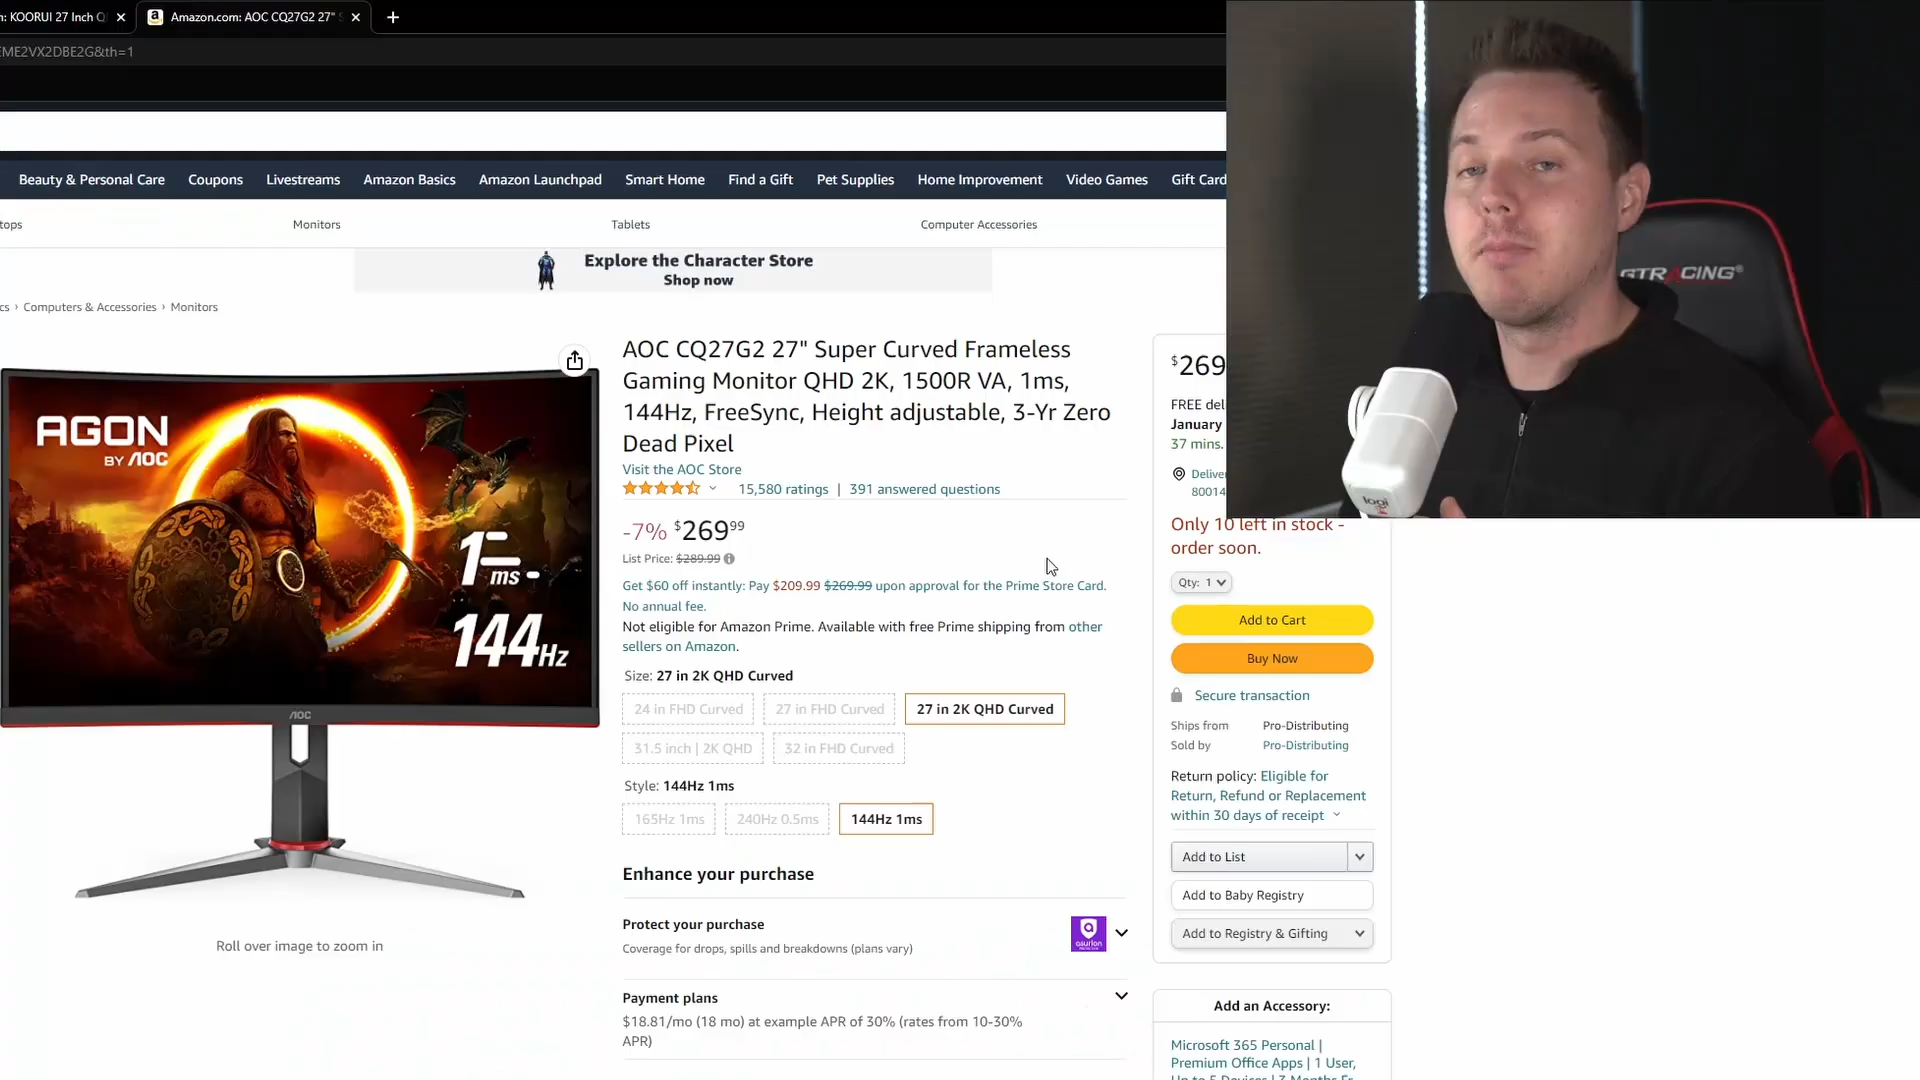 n: KOORUI 27 Inch Q
Amazon.com: AOC CQ27G2 27" S
EME2VX2DBE2G&th=1
Beauty & Personal Care
Coupons
Livestreams
Amazon Basics
Amazon Launchpad
Smart Home
Find a Gift
Pet Supplies
Home Improvement
Video Games
Gift Card
tops
Monitors
Tablets
Computer Accessories
Explore the Character Store
Shop now
cs › Computers & Accessories › Monitors
AGON
BY AOC
1ms
144Hz
AOC
Roll over image to zoom in
AOC CQ27G2 27" Super Curved Frameless
Gaming Monitor QHD 2K, 1500R VA, 1ms,
144Hz, FreeSync, Height adjustable, 3-Yr Zero
Dead Pixel
Visit the AOC Store
15,580 ratings | 391 answered questions
-7% $269.99
List Price: $289.99
Get $60 off instantly: Pay $209.99 $269.99 upon approval for the Prime Store Card.
No annual fee.
Not eligible for Amazon Prime. Available with free Prime shipping from other
sellers on Amazon.
Size: 27 in 2K QHD Curved
24 in FHD Curved
27 in FHD Curved
27 in 2K QHD Curved
31.5 inch | 2K QHD
32 in FHD Curved
Style: 144Hz 1ms
165Hz 1ms
240Hz 0.5ms
144Hz 1ms
Enhance your purchase
Protect your purchase
Coverage for drops, spills and breakdowns (plans vary)
asurion
Payment plans
$18.81/mo (18 mo) at example APR of 30% (rates from 10-30%
APR)
$269
FREE del
January
37 mins.
Deliver
80014
Only 10 left in stock -
order soon.
Qty: 1
Add to Cart
Buy Now
Secure transaction
Ships from Pro-Distributing
Sold by Pro-Distributing
Return policy: Eligible for
Return, Refund or Replacement
within 30 days of receipt
Add to List
Add to Baby Registry
Add to Registry & Gifting
Add an Accessory:
Microsoft 365 Personal |
Premium Office Apps | 1 User,
Up to 5 Devices | 3 Months Fr
GTRACING
logi